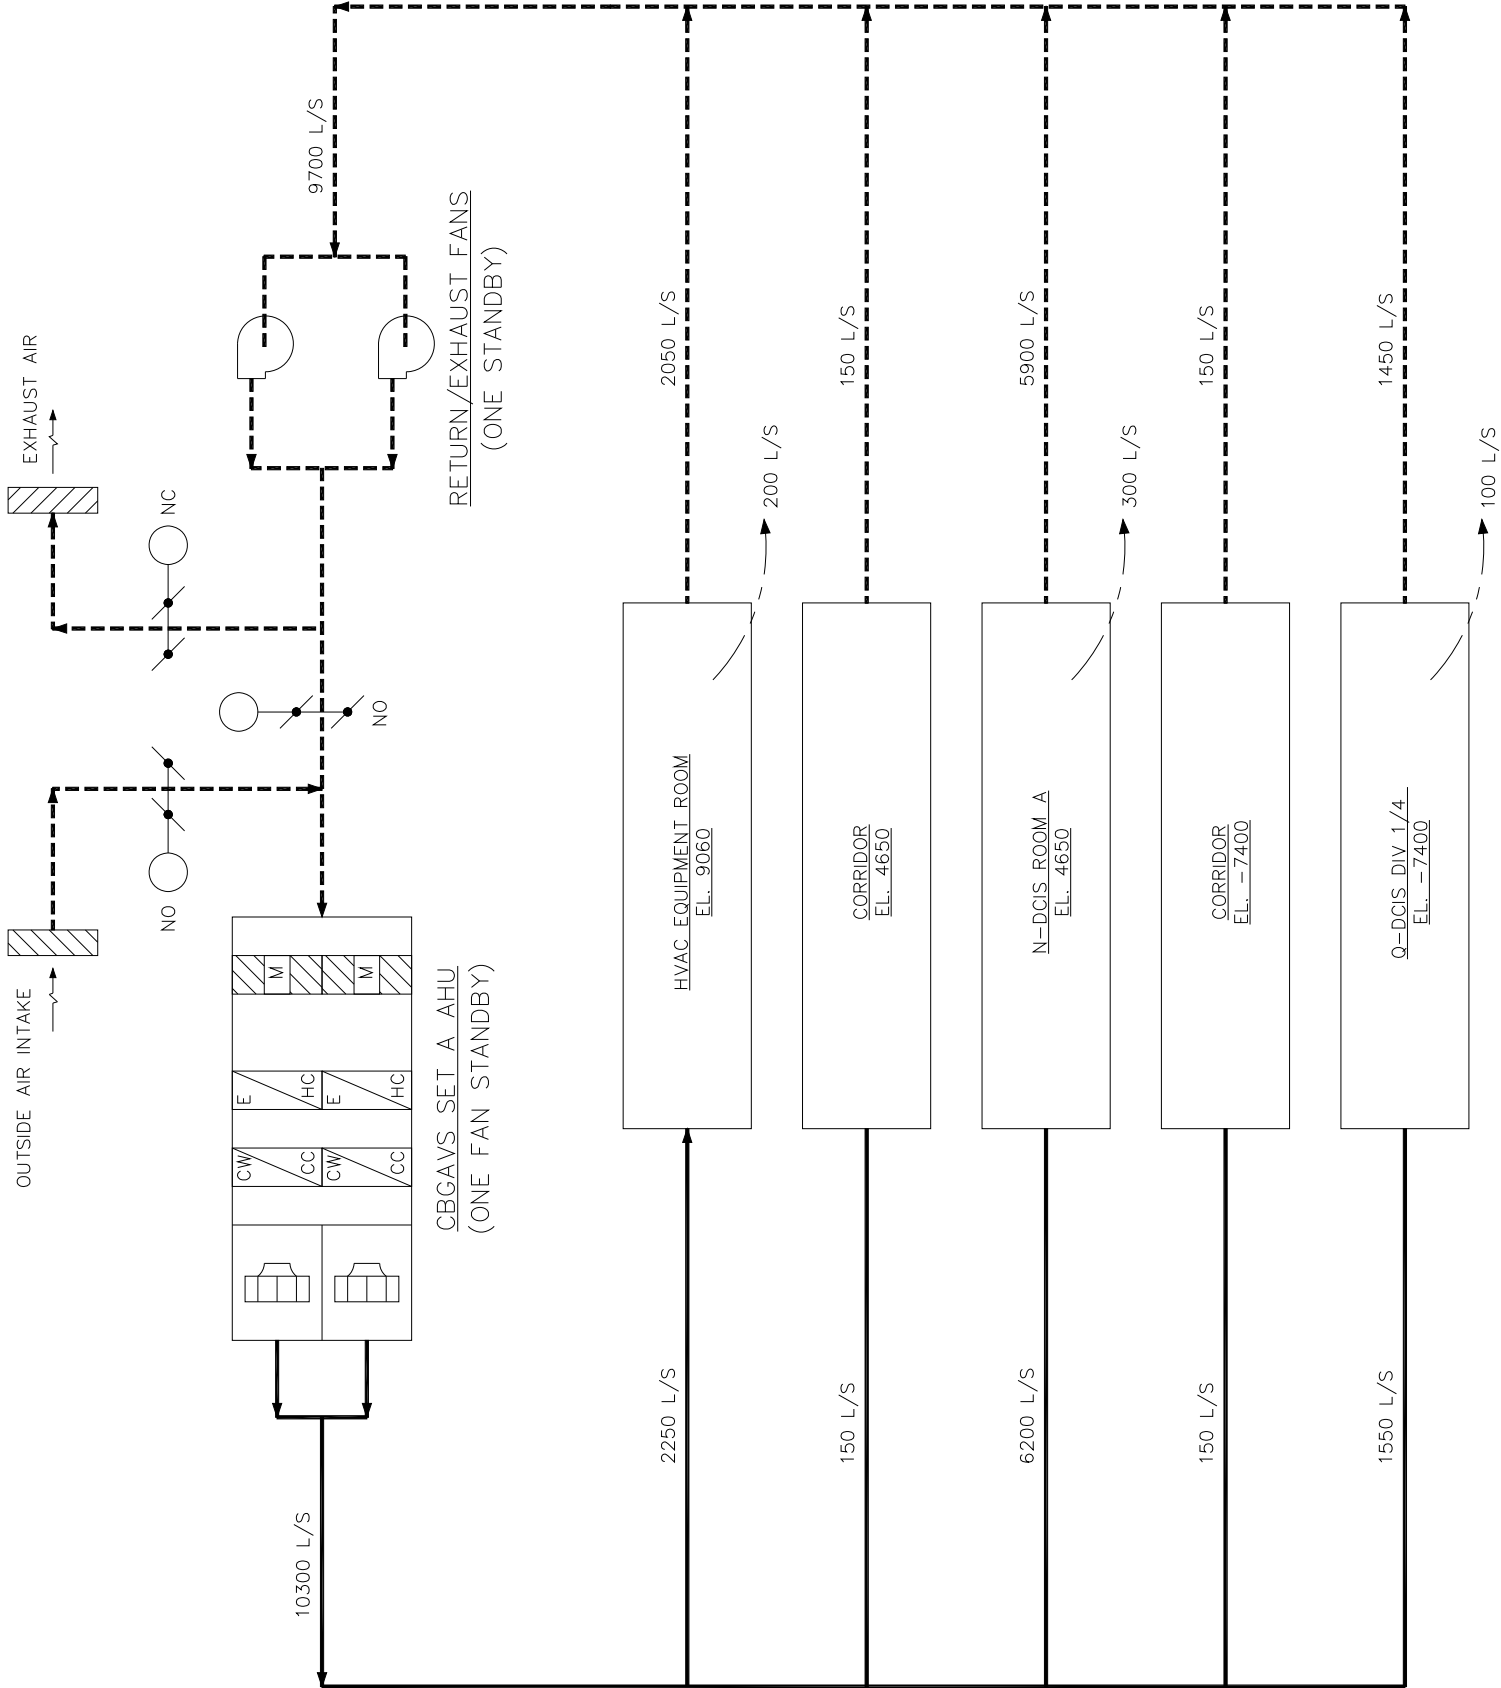 OUTSIDE AIR INTAKE
EXHAUST AIR
NO
NC
NO
E
HC
E
HC
CW
CC
CW
CC
M
M
CBGAVS SET A AHU
(ONE FAN STANDBY)
RETURN/EXHAUST FANS
(ONE STANDBY)
10300 L/S
9700 L/S
2250 L/S
HVAC EQUIPMENT ROOM
EL. 9060
200 L/S
2050 L/S
150 L/S
CORRIDOR
EL. 4650
150 L/S
6200 L/S
N-DCIS ROOM A
EL. 4650
300 L/S
5900 L/S
150 L/S
CORRIDOR
EL. -7400
150 L/S
1550 L/S
Q-DCIS DIV 1/4
EL. -7400
100 L/S
1450 L/S